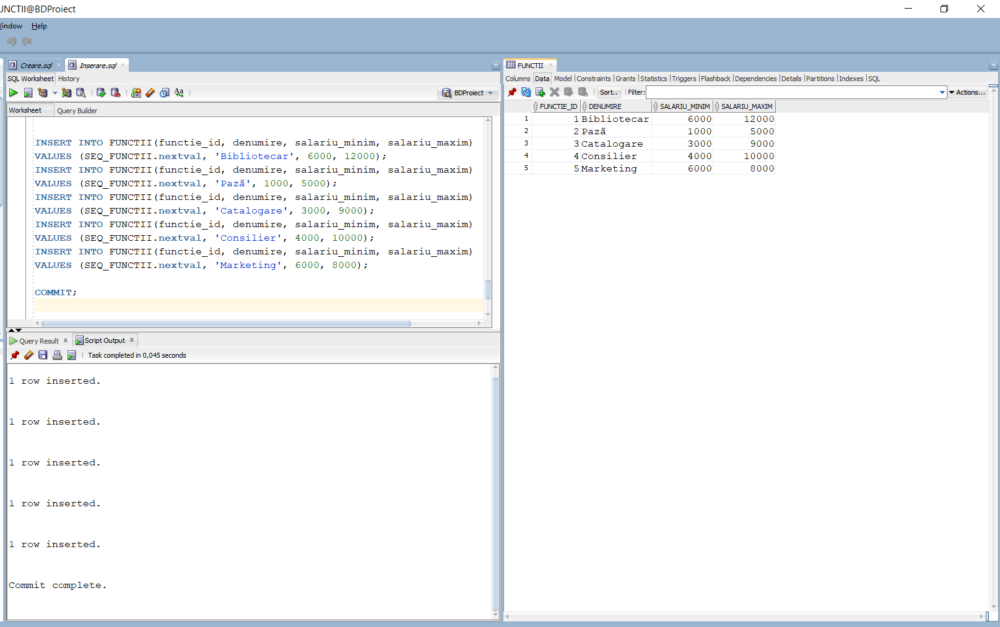 UNCTII@BDProiect
Window Help
Creare.sql Inserare.sql
SQL Worksheet History
BDProiect
Worksheet Query Builder
INSERT INTO FUNCTII(functie_id, denumire, salariu_minim, salariu_maxim)
VALUES (SEQ_FUNCTII.nextval, 'Bibliotecar', 6000, 12000);
INSERT INTO FUNCTII(functie_id, denumire, salariu_minim, salariu_maxim)
VALUES (SEQ_FUNCTII.nextval, 'Pază', 1000, 5000);
INSERT INTO FUNCTII(functie_id, denumire, salariu_minim, salariu_maxim)
VALUES (SEQ_FUNCTII.nextval, 'Catalogare', 3000, 9000);
INSERT INTO FUNCTII(functie_id, denumire, salariu_minim, salariu_maxim)
VALUES (SEQ_FUNCTII.nextval, 'Consilier', 4000, 10000);
INSERT INTO FUNCTII(functie_id, denumire, salariu_minim, salariu_maxim)
VALUES (SEQ_FUNCTII.nextval, 'Marketing', 6000, 8000);
COMMIT;
Query Result x Script Output x
Task completed in 0,045 seconds
1 row inserted.
1 row inserted.
1 row inserted.
1 row inserted.
1 row inserted.
Commit complete.
FUNCTII
Columns Data Model Constraints Grants Statistics Triggers Flashback Dependencies Details Partitions Indexes SQL
Sort.. Filter: Actions...
FUNCTIE_ID DENUMIRE SALARIU_MINIM SALARIU_MAXIM
1 1 Bibliotecar 6000 12000
2 2 Pază 1000 5000
3 3 Catalogare 3000 9000
4 4 Consilier 4000 10000
5 5 Marketing 6000 8000